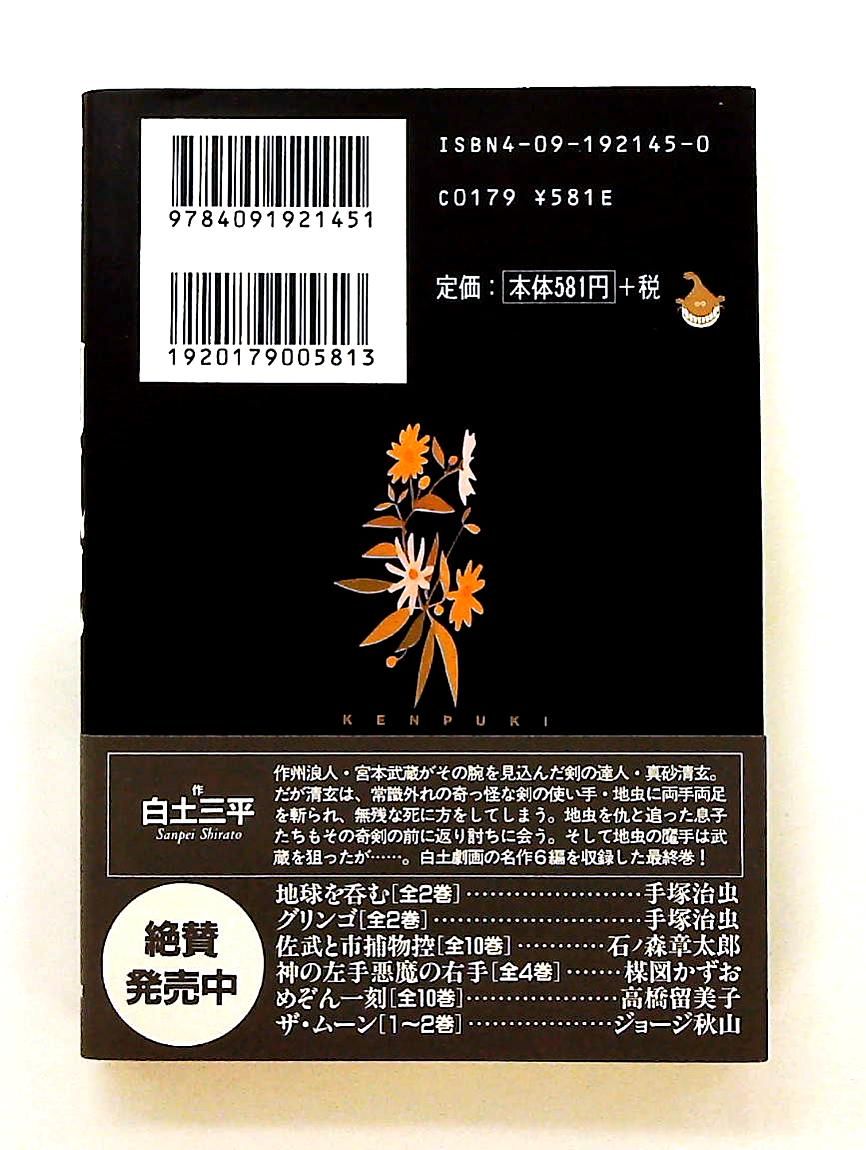 9784091921451
1920179005813
ISBN4-09-192145-0
C0179 ¥581E
定価：本体581円＋税
KENPUKI
作
白土三平
Sanpei Shirato
作州浪人・宮本武蔵がその腕を見込んだ剣の達人・真砂清玄。
だが清玄は、常識外れの奇っ怪な剣の使い手・地虫に両手両足
を斬られ、無残な死に方をしてしまう。地虫を仇と追った息子
たちもその奇剣の前に返り討ちに会う。そして地虫の魔手は武
蔵を狙ったが……。白土劇画の名作6編を収録した最終巻！
絶賛
発売中
地球を呑む[全2巻]……………………手塚治虫
グリンゴ[全2巻]…………………………手塚治虫
佐武と市捕物控[全10巻]…………石ノ森章太郎
神の左手悪魔の右手[全4巻]……楳図かずお
めぞん一刻[全10巻]…………………高橋留美子
ザ・ムーン[1〜2巻]………………ジョージ秋山